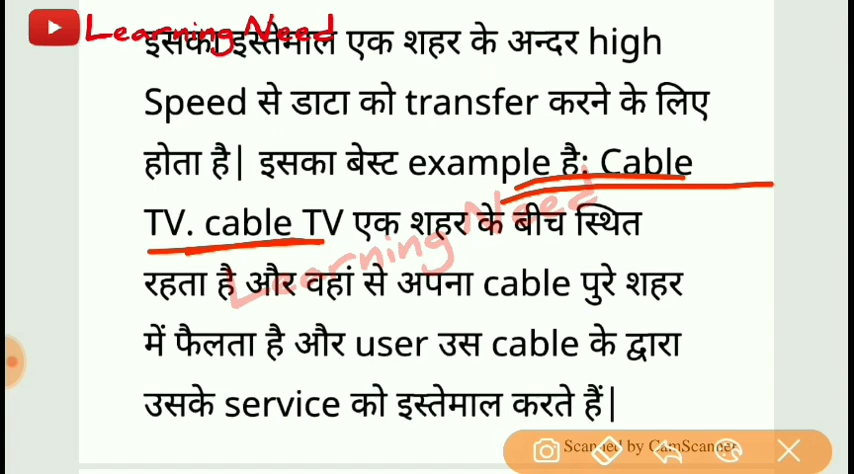 Learning Need
इसका इस्तेमाल एक शहर के अन्दर high
Speed से डाटा को transfer करने के लिए
होता है| इसका बेस्ट example है: Cable
TV. cable TV एक शहर के बीच स्थित
रहता है और वहां से अपना cable पुरे शहर
में फैलता है और user उस cable के द्वारा
उसके service को इस्तेमाल करते हैं|
Learning Need
Scanned by CamScanner